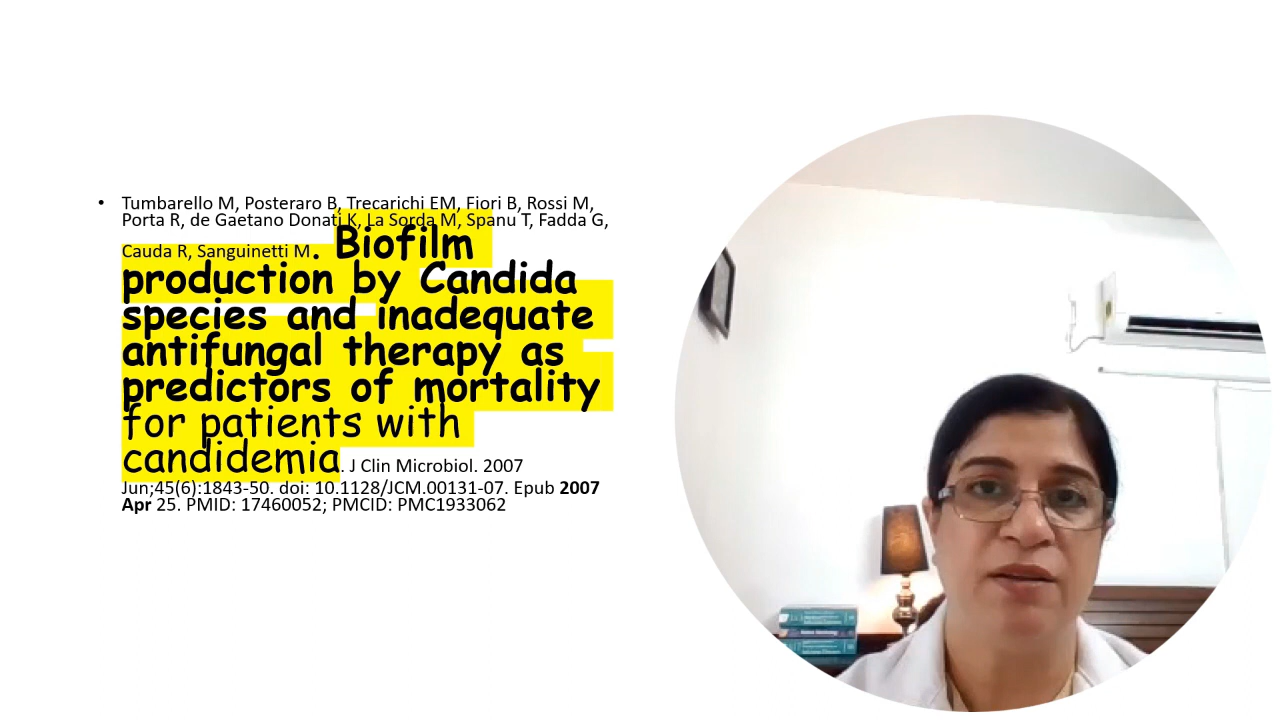 • Tumbarello M, Posteraro B, Trecarichi EM, Fiori B, Rossi M,
Porta R, de Gaetano Donati K, La Sorda M, Spanu T, Fadda G,
Cauda R, Sanguinetti M. Biofilm
production by Candida
species and inadequate
antifungal therapy as
predictors of mortality
for patients with
candidemia. J Clin Microbiol. 2007
Jun;45(6):1843-50. doi: 10.1128/JCM.00131-07. Epub 2007
Apr 25. PMID: 17460052; PMCID: PMC1933062